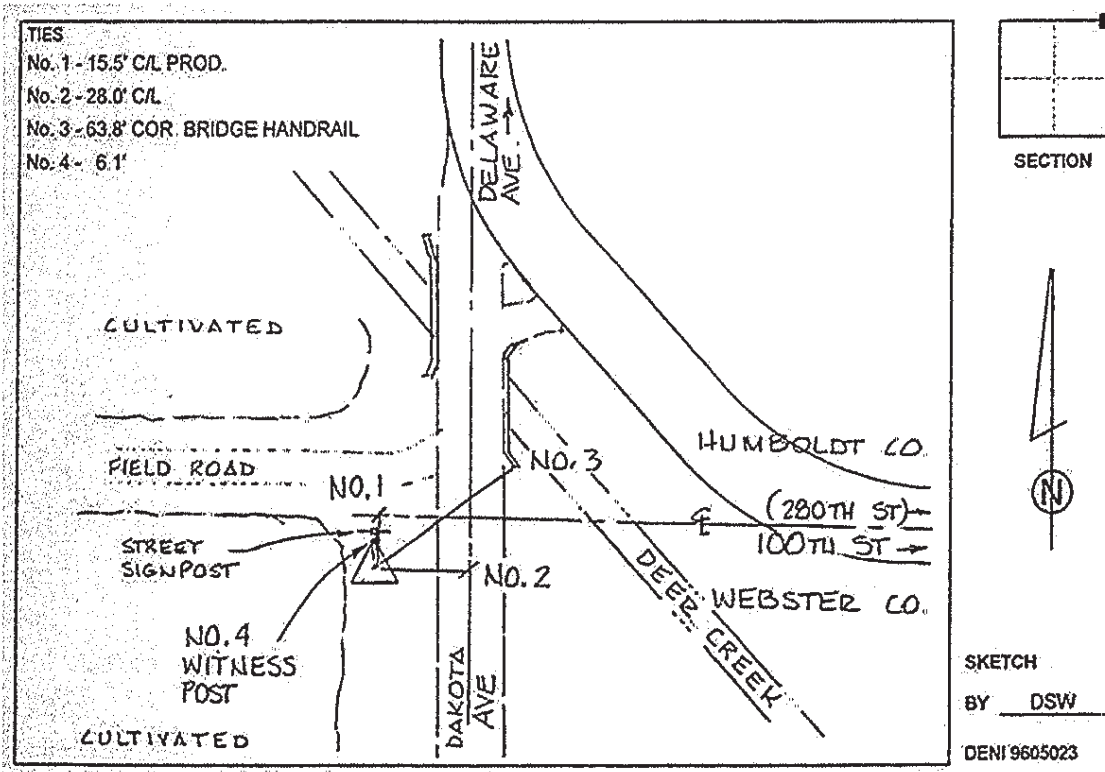 TIES
No. 1 - 15.5' C/L PROD.
No. 2 - 28.0' C/L
No. 3 - 63.8' COR. BRIDGE HANDRAIL
No. 4 - 6.1'
DELAWARE
AVE. →
SECTION
CULTIVATED
HUMBOLDT CO.
FIELD ROAD
NO. 3
NO. 1
(280TH ST)→
℄
100TH ST →
STREET
SIGNPOST
NO. 2
DEER CREEK
WEBSTER CO.
N
NO. 4
WITNESS
POST
DAKOTA
AVE
CULTIVATED
SKETCH
BY DSW
DENI 9605023